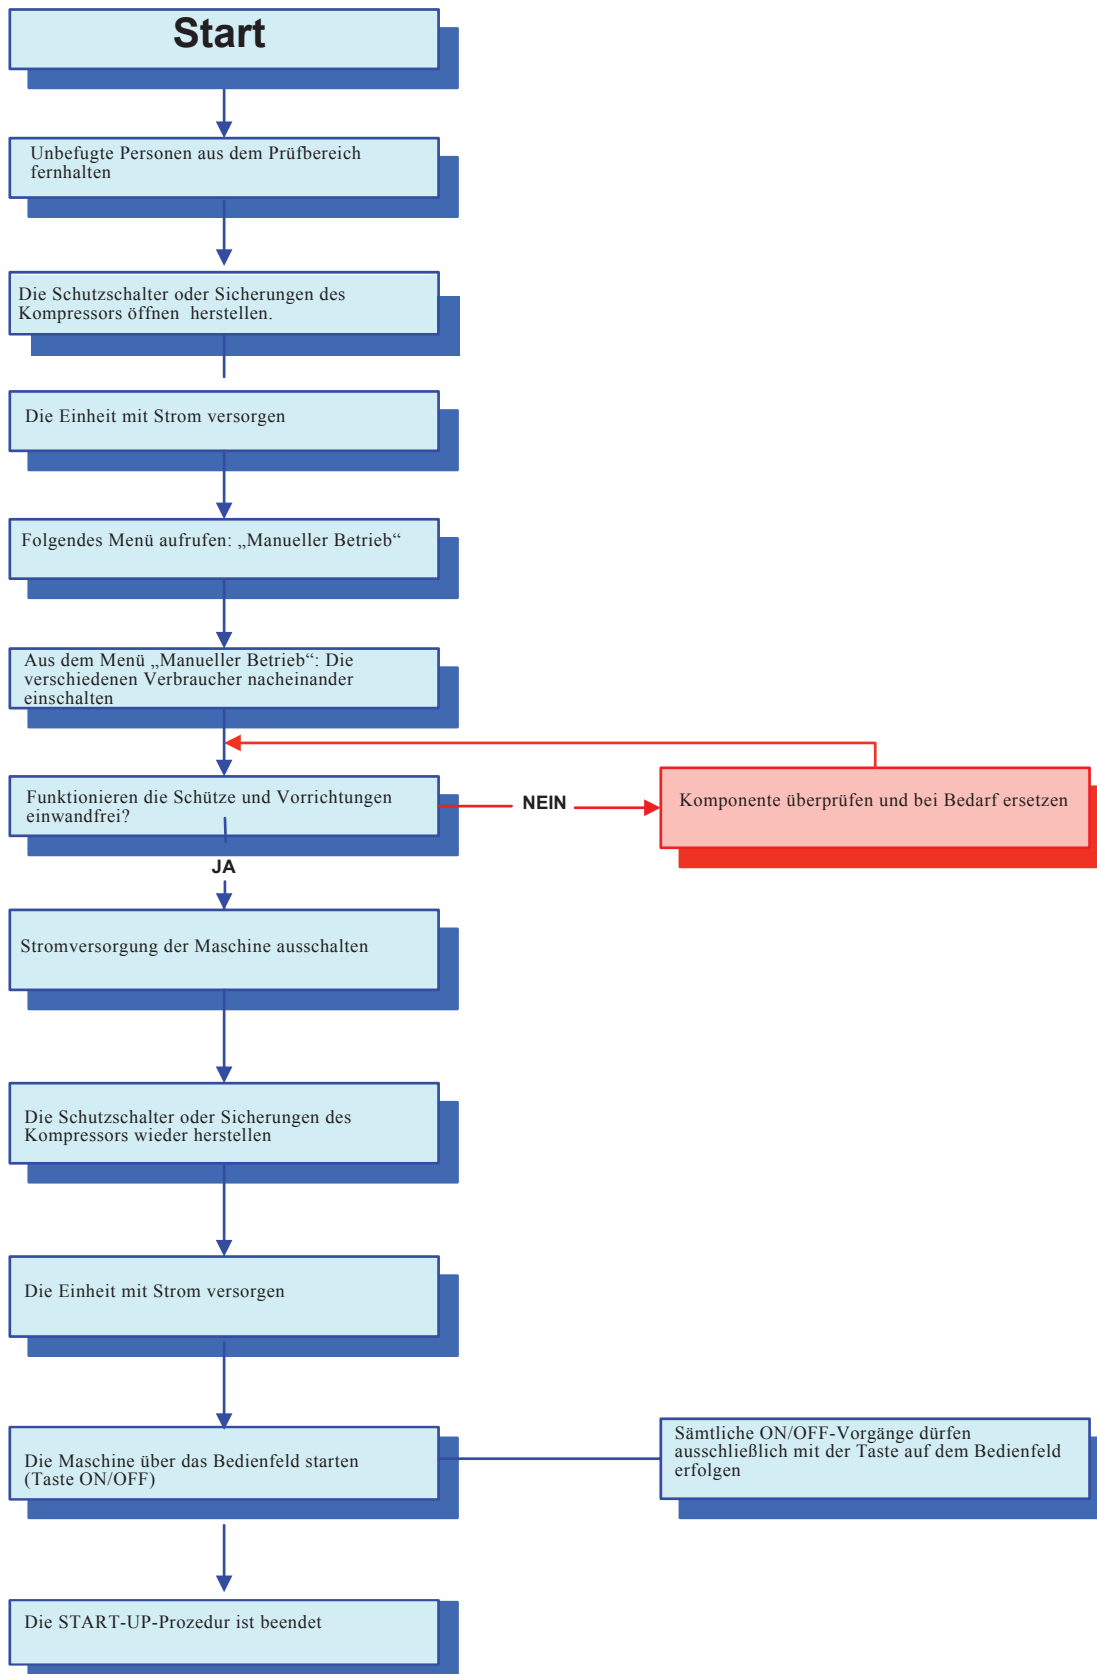 Start
Unbefugte Personen aus dem Prüfbereich
fernhalten
Die Schutzschalter oder Sicherungen des
Kompressors öffnen herstellen.
Die Einheit mit Strom versorgen
Folgendes Menü aufrufen: „Manueller Betrieb“
Aus dem Menü „Manueller Betrieb“: Die
verschiedenen Verbraucher nacheinander
einschalten
Funktionieren die Schütze und Vorrichtungen
einwandfrei?
NEIN
Komponente überprüfen und bei Bedarf ersetzen
JA
Stromversorgung der Maschine ausschalten
Die Schutzschalter oder Sicherungen des
Kompressors wieder herstellen
Die Einheit mit Strom versorgen
Die Maschine über das Bedienfeld starten
(Taste ON/OFF)
Sämtliche ON/OFF-Vorgänge dürfen
ausschließlich mit der Taste auf dem Bedienfeld
erfolgen
Die START-UP-Prozedur ist beendet